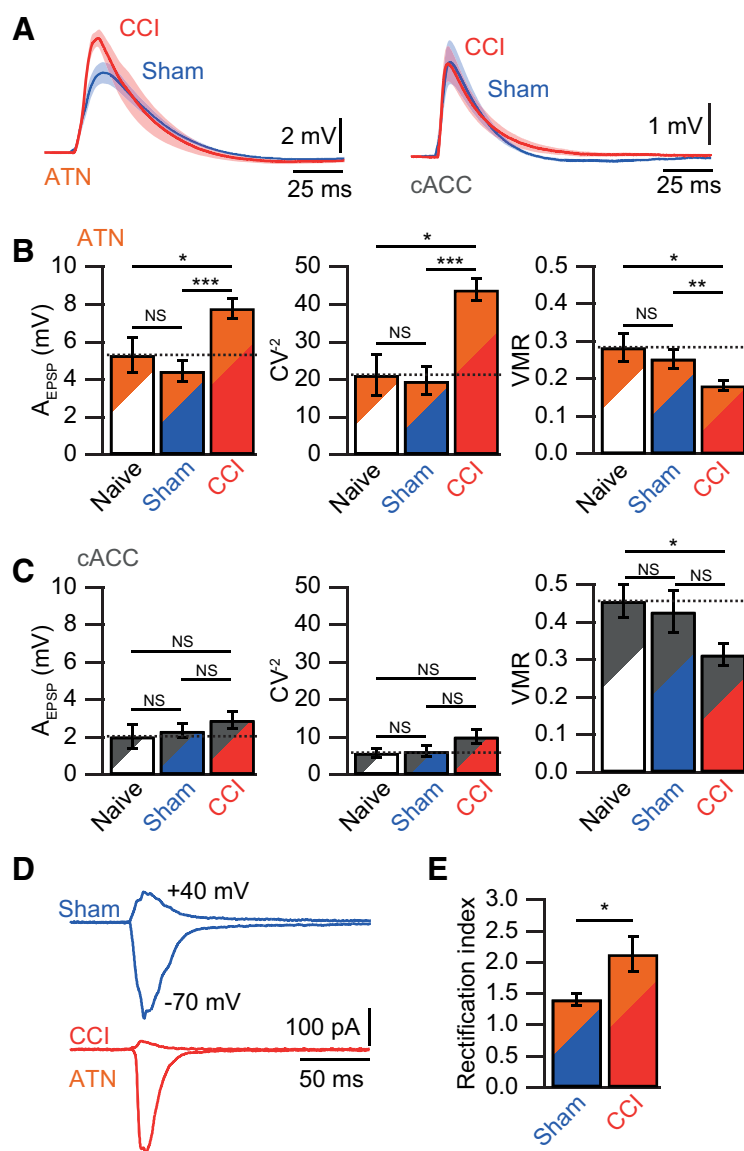 A
CCI
Sham
2 mV
ATN
25 ms
CCI
Sham
1 mV
cACC
25 ms
B
ATN
10
8
6
4
2
0
AEPSP (mV)
*
***
NS
Naive
Sham
CCI
50
40
30
20
10
0
CV-2
*
***
NS
Naive
Sham
CCI
0.5
0.4
0.3
0.2
0.1
0.0
VMR
*
**
NS
Naive
Sham
CCI
C
cACC
10
8
6
4
2
0
AEPSP (mV)
NS
NS
NS
Naive
Sham
CCI
50
40
30
20
10
0
CV-2
NS
NS
NS
Naive
Sham
CCI
0.5
0.4
0.3
0.2
0.1
0.0
VMR
*
NS
NS
Naive
Sham
CCI
D
Sham
+40 mV
-70 mV
CCI
100 pA
ATN
50 ms
E
3.0
2.5
2.0
1.5
1.0
0.5
0.0
Rectification index
*
Sham
CCI